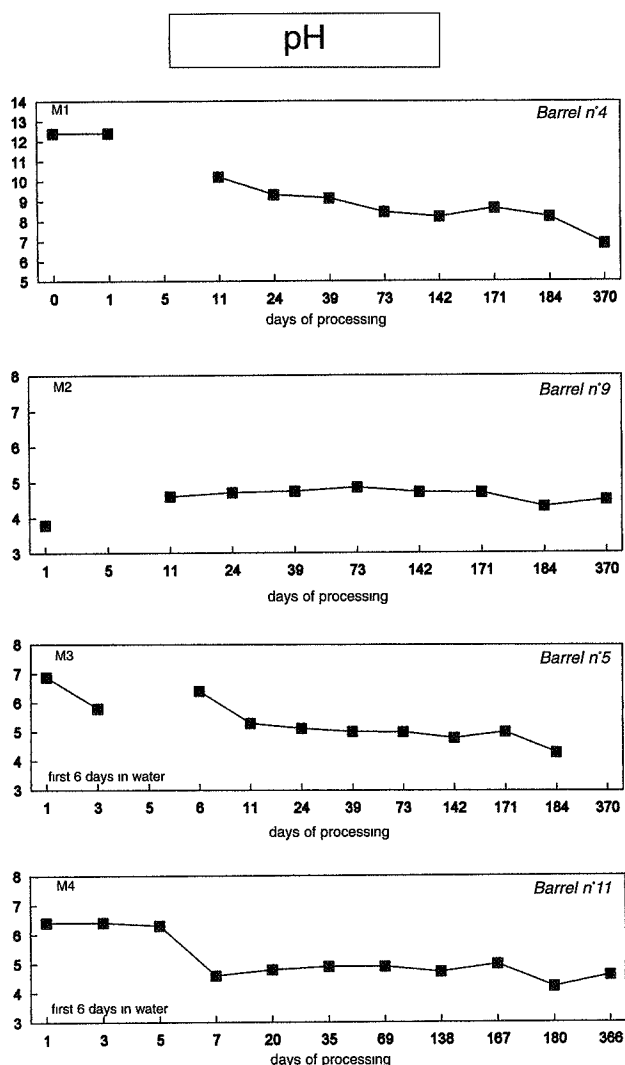 pH
M1 Barrel n°4
14
13
12
11
10
9
8
7
6
5
0 1 5 11 24 39 73 142 171 184 370
days of processing
M2 Barrel n°9
8
7
6
5
4
3
1 5 11 24 39 73 142 171 184 370
days of processing
M3 Barrel n°5
8
7
6
5
4
3
first 6 days in water
1 3 5 6 11 24 39 73 142 171 184 370
days of processing
M4 Barrel n°11
8
7
6
5
4
3
first 6 days in water
1 3 5 7 20 35 69 138 167 180 366
days of processing